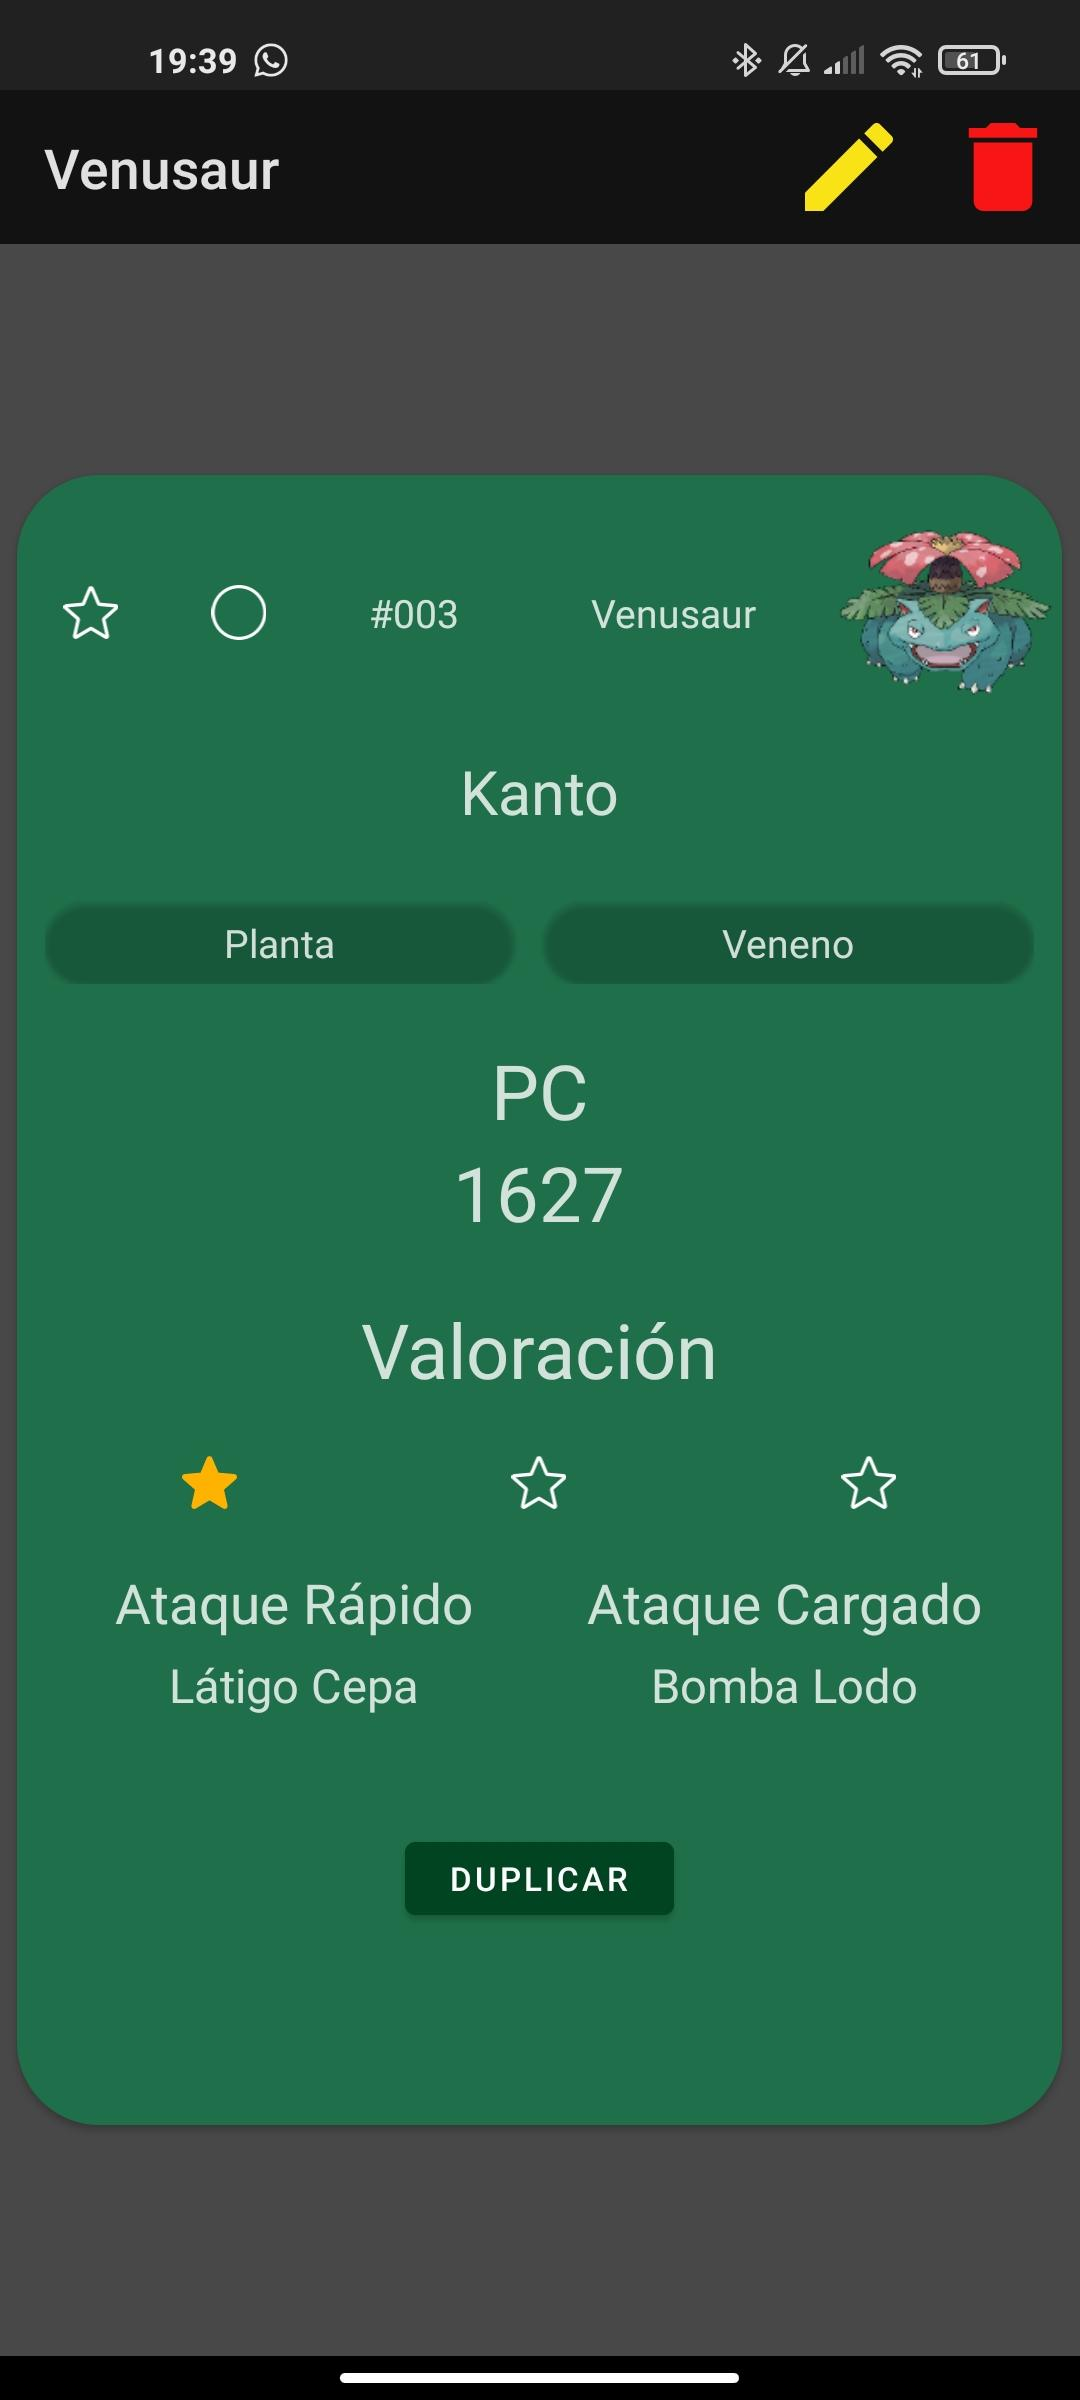 19:39
61
Venusaur
#003 Venusaur
Kanto
Planta Veneno
PC
1627
Valoración
Ataque Rápido Ataque Cargado
Látigo Cepa Bomba Lodo
DUPLICAR